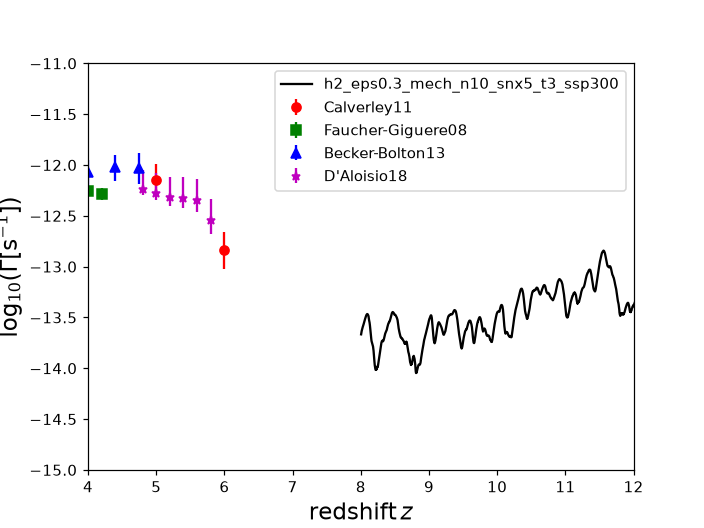 −11.0
−11.5
−12.0
−12.5
−13.0
−13.5
−14.0
−14.5
−15.0
log₁₀(Γ[s⁻¹])
h2_eps0.3_mech_n10_snx5_t3_ssp300
Calverley11
Faucher-Giguere08
Becker-Bolton13
D'Aloisio18
4 5 6 7 8 9 10 11 12
redshift z